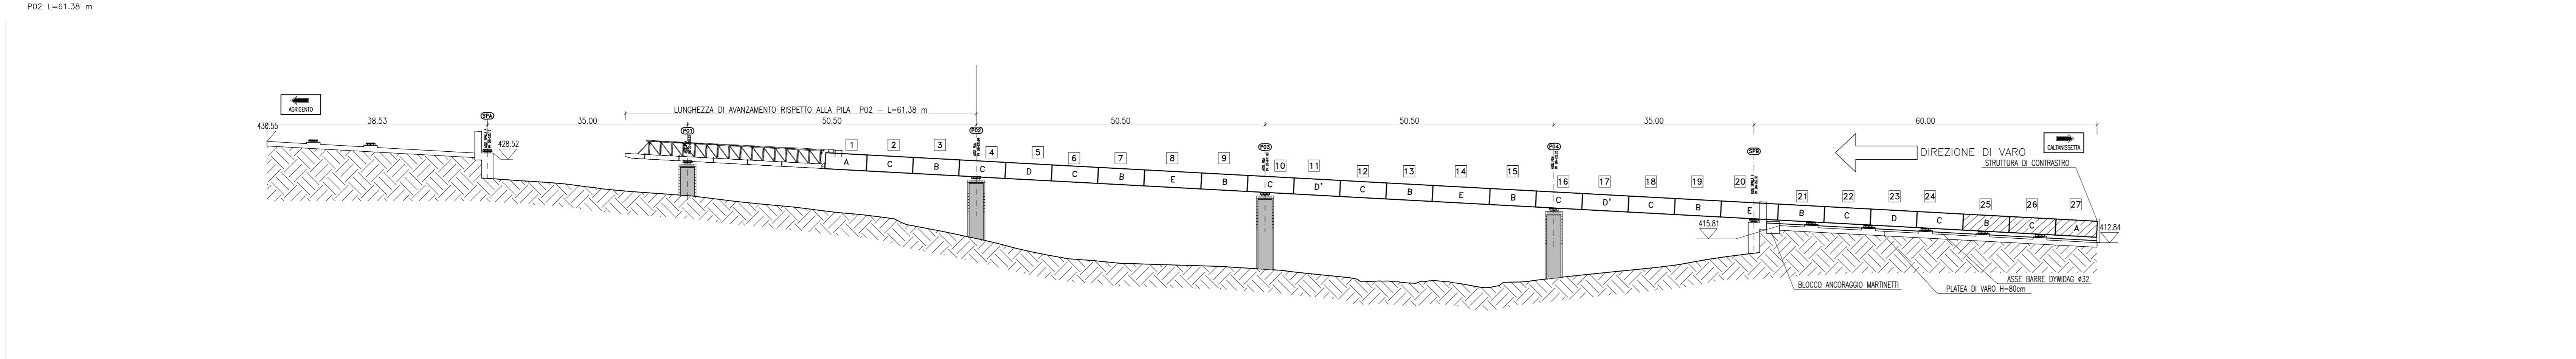 P02 L=61.38 m
AGRIGENTO
LUNGHEZZA DI AVANZAMENTO RISPETTO ALLA PILA P02 - L=61.38 m
430.55
38.53
SPA
35.00
50.50
50.50
50.50
35.00
60.00
428.52
P01
P02
P03
P04
SPB
DIREZIONE DI VARO
CALTANISSETTA
STRUTTURA DI CONTRASTRO
1 2 3 4 5 6 7 8 9 10 11 12 13 14 15 16 17 18 19 20 21 22 23 24 25 26 27
A C B C D C B E B C D' C B E B C D' C B E B C D C B C A
415.81
412.84
ASSE BARRE DYWIDAG ø32
BLOCCO ANCORAGGIO MARTINETTI
PLATEA DI VARO H=80cm